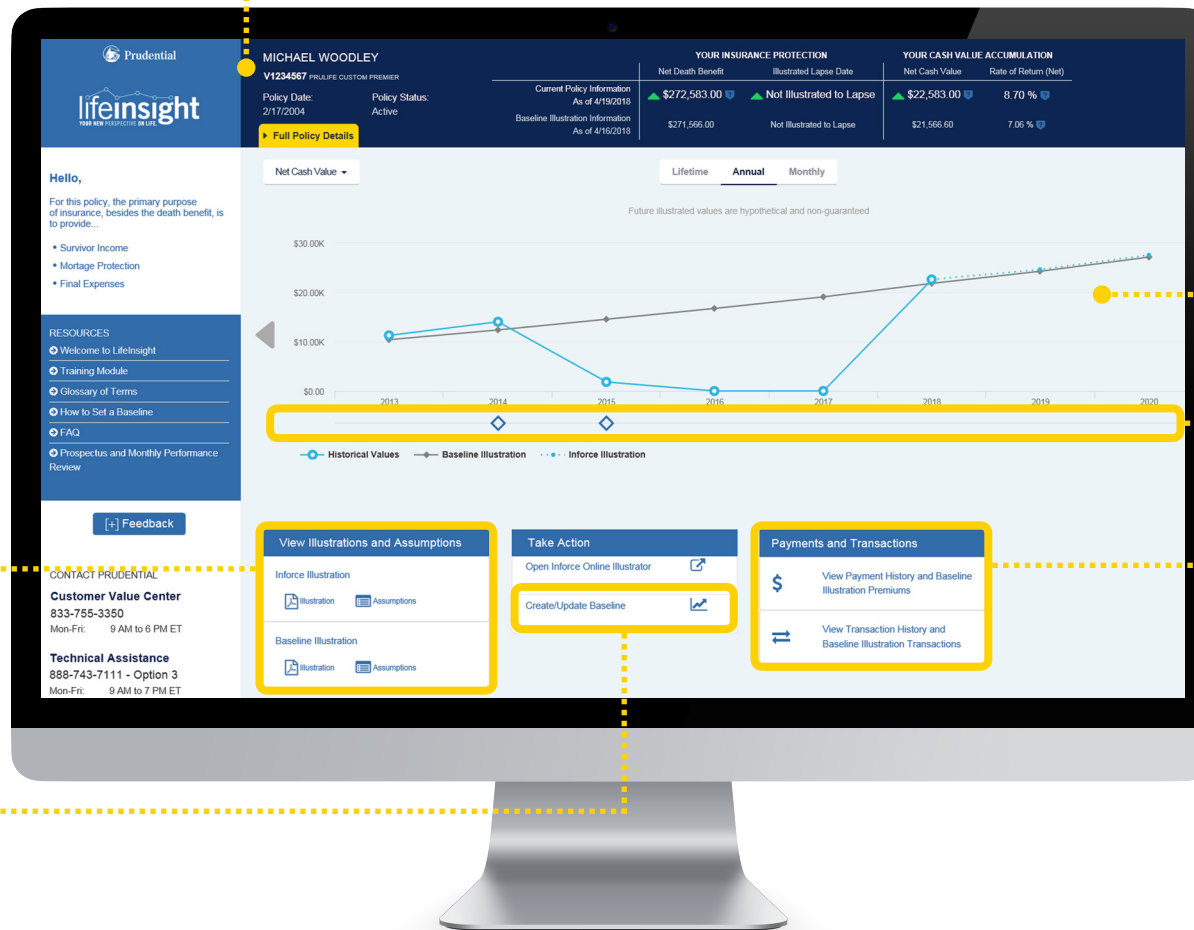 Prudential
lifeinsight
YOUR NEW PERSPECTIVE ON LIFE.
MICHAEL WOODLEY
V1234567 PRULIFE CUSTOM PREMIER
Policy Date:
2/17/2004
Policy Status:
Active
Full Policy Details
YOUR INSURANCE PROTECTION
YOUR CASH VALUE ACCUMULATION
Net Death Benefit
Illustrated Lapse Date
Net Cash Value
Rate of Return (Net)
Current Policy Information
As of 4/19/2018
$272,583.00
Not Illustrated to Lapse
$22,583.00
8.70 %
Baseline Illustration Information
As of 4/16/2018
$271,566.00
Not Illustrated to Lapse
$21,566.60
7.06 %
Hello,
For this policy, the primary purpose
of insurance, besides the death benefit, is
to provide...
• Survivor Income
• Mortage Protection
• Final Expenses
RESOURCES
Welcome to LifeInsight
Training Module
Glossary of Terms
How to Set a Baseline
FAQ
Prospectus and Monthly Performance
Review
[+] Feedback
CONTACT PRUDENTIAL
Customer Value Center
833-755-3350
Mon-Fri: 9 AM to 6 PM ET
Technical Assistance
888-743-7111 - Option 3
Mon-Fri: 9 AM to 7 PM ET
Net Cash Value
Lifetime Annual Monthly
Future illustrated values are hypothetical and non-guaranteed
$30.00K
$20.00K
$10.00K
$0.00
2013 2014 2015 2016 2017 2018 2019 2020
Historical Values Baseline Illustration Inforce Illustration
View Illustrations and Assumptions
Inforce Illustration
Illustration Assumptions
Baseline Illustration
Illustration Assumptions
Take Action
Open Inforce Online Illustrator
Create/Update Baseline
Payments and Transactions
$
View Payment History and Baseline
Illustration Premiums
View Transaction History and
Baseline Illustration Transactions